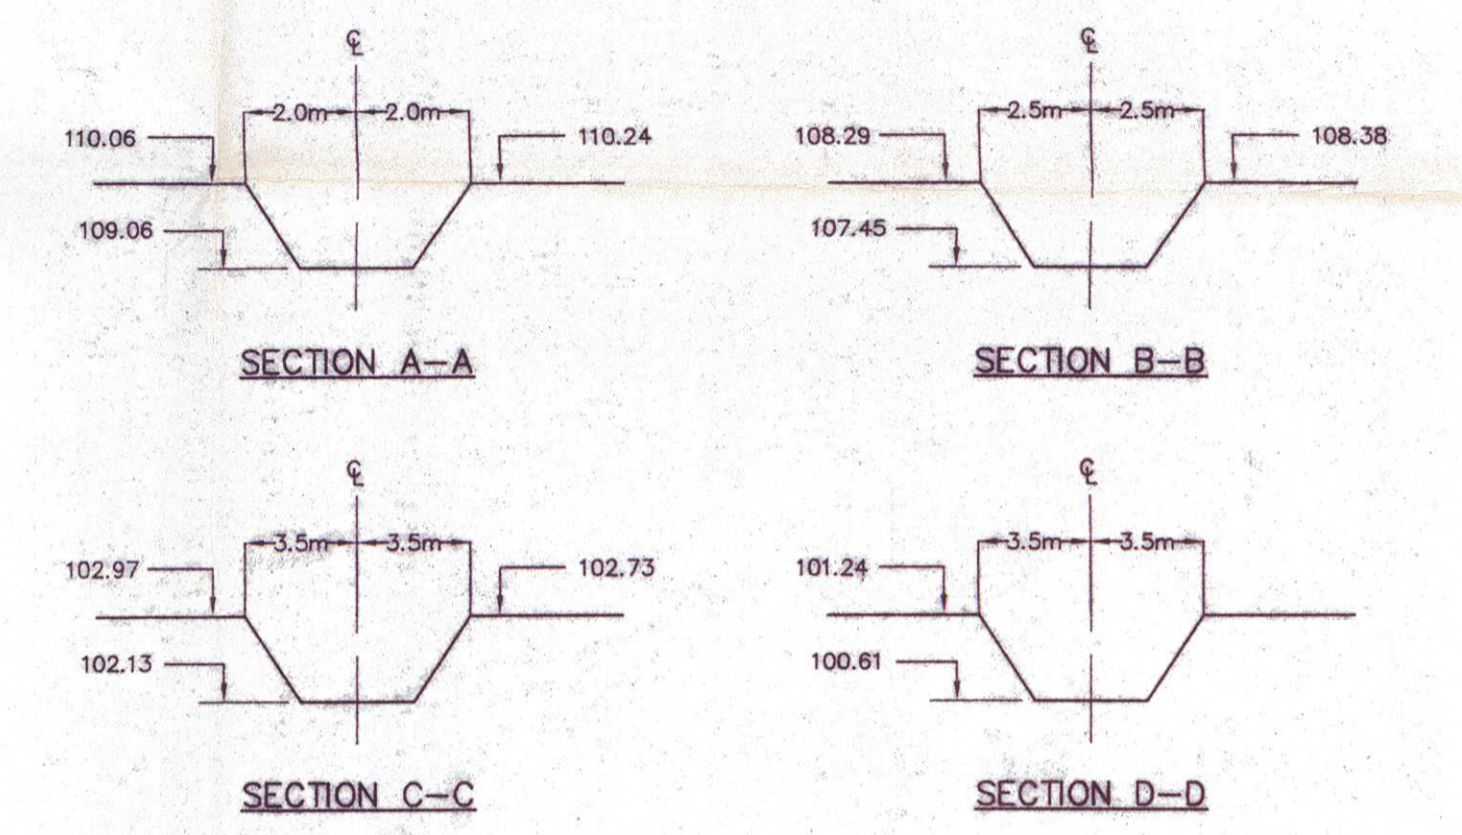 ℄
2.0m 2.0m
110.06
110.24
109.06
SECTION A-A
℄
2.5m 2.5m
108.29
108.38
107.45
SECTION B-B
℄
3.5m 3.5m
102.97
102.73
102.13
SECTION C-C
℄
3.5m 3.5m
101.24
100.61
SECTION D-D